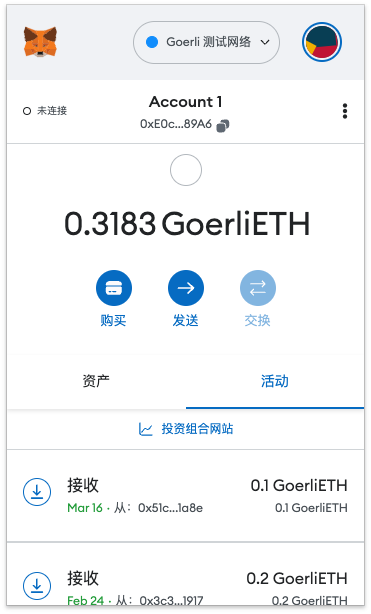 Goerli 测试网络
未连接
Account 1
0xE0c...89A6
0.3183 GoerliETH
购买
发送
交换
资产
活动
投资组合网站
接收
0.1 GoerliETH
Mar 16 · 从：0x51c...1a8e
0.1 GoerliETH
接收
0.2 GoerliETH
Feb 24 · 从：0x3c3...1917
0.2 GoerliETH